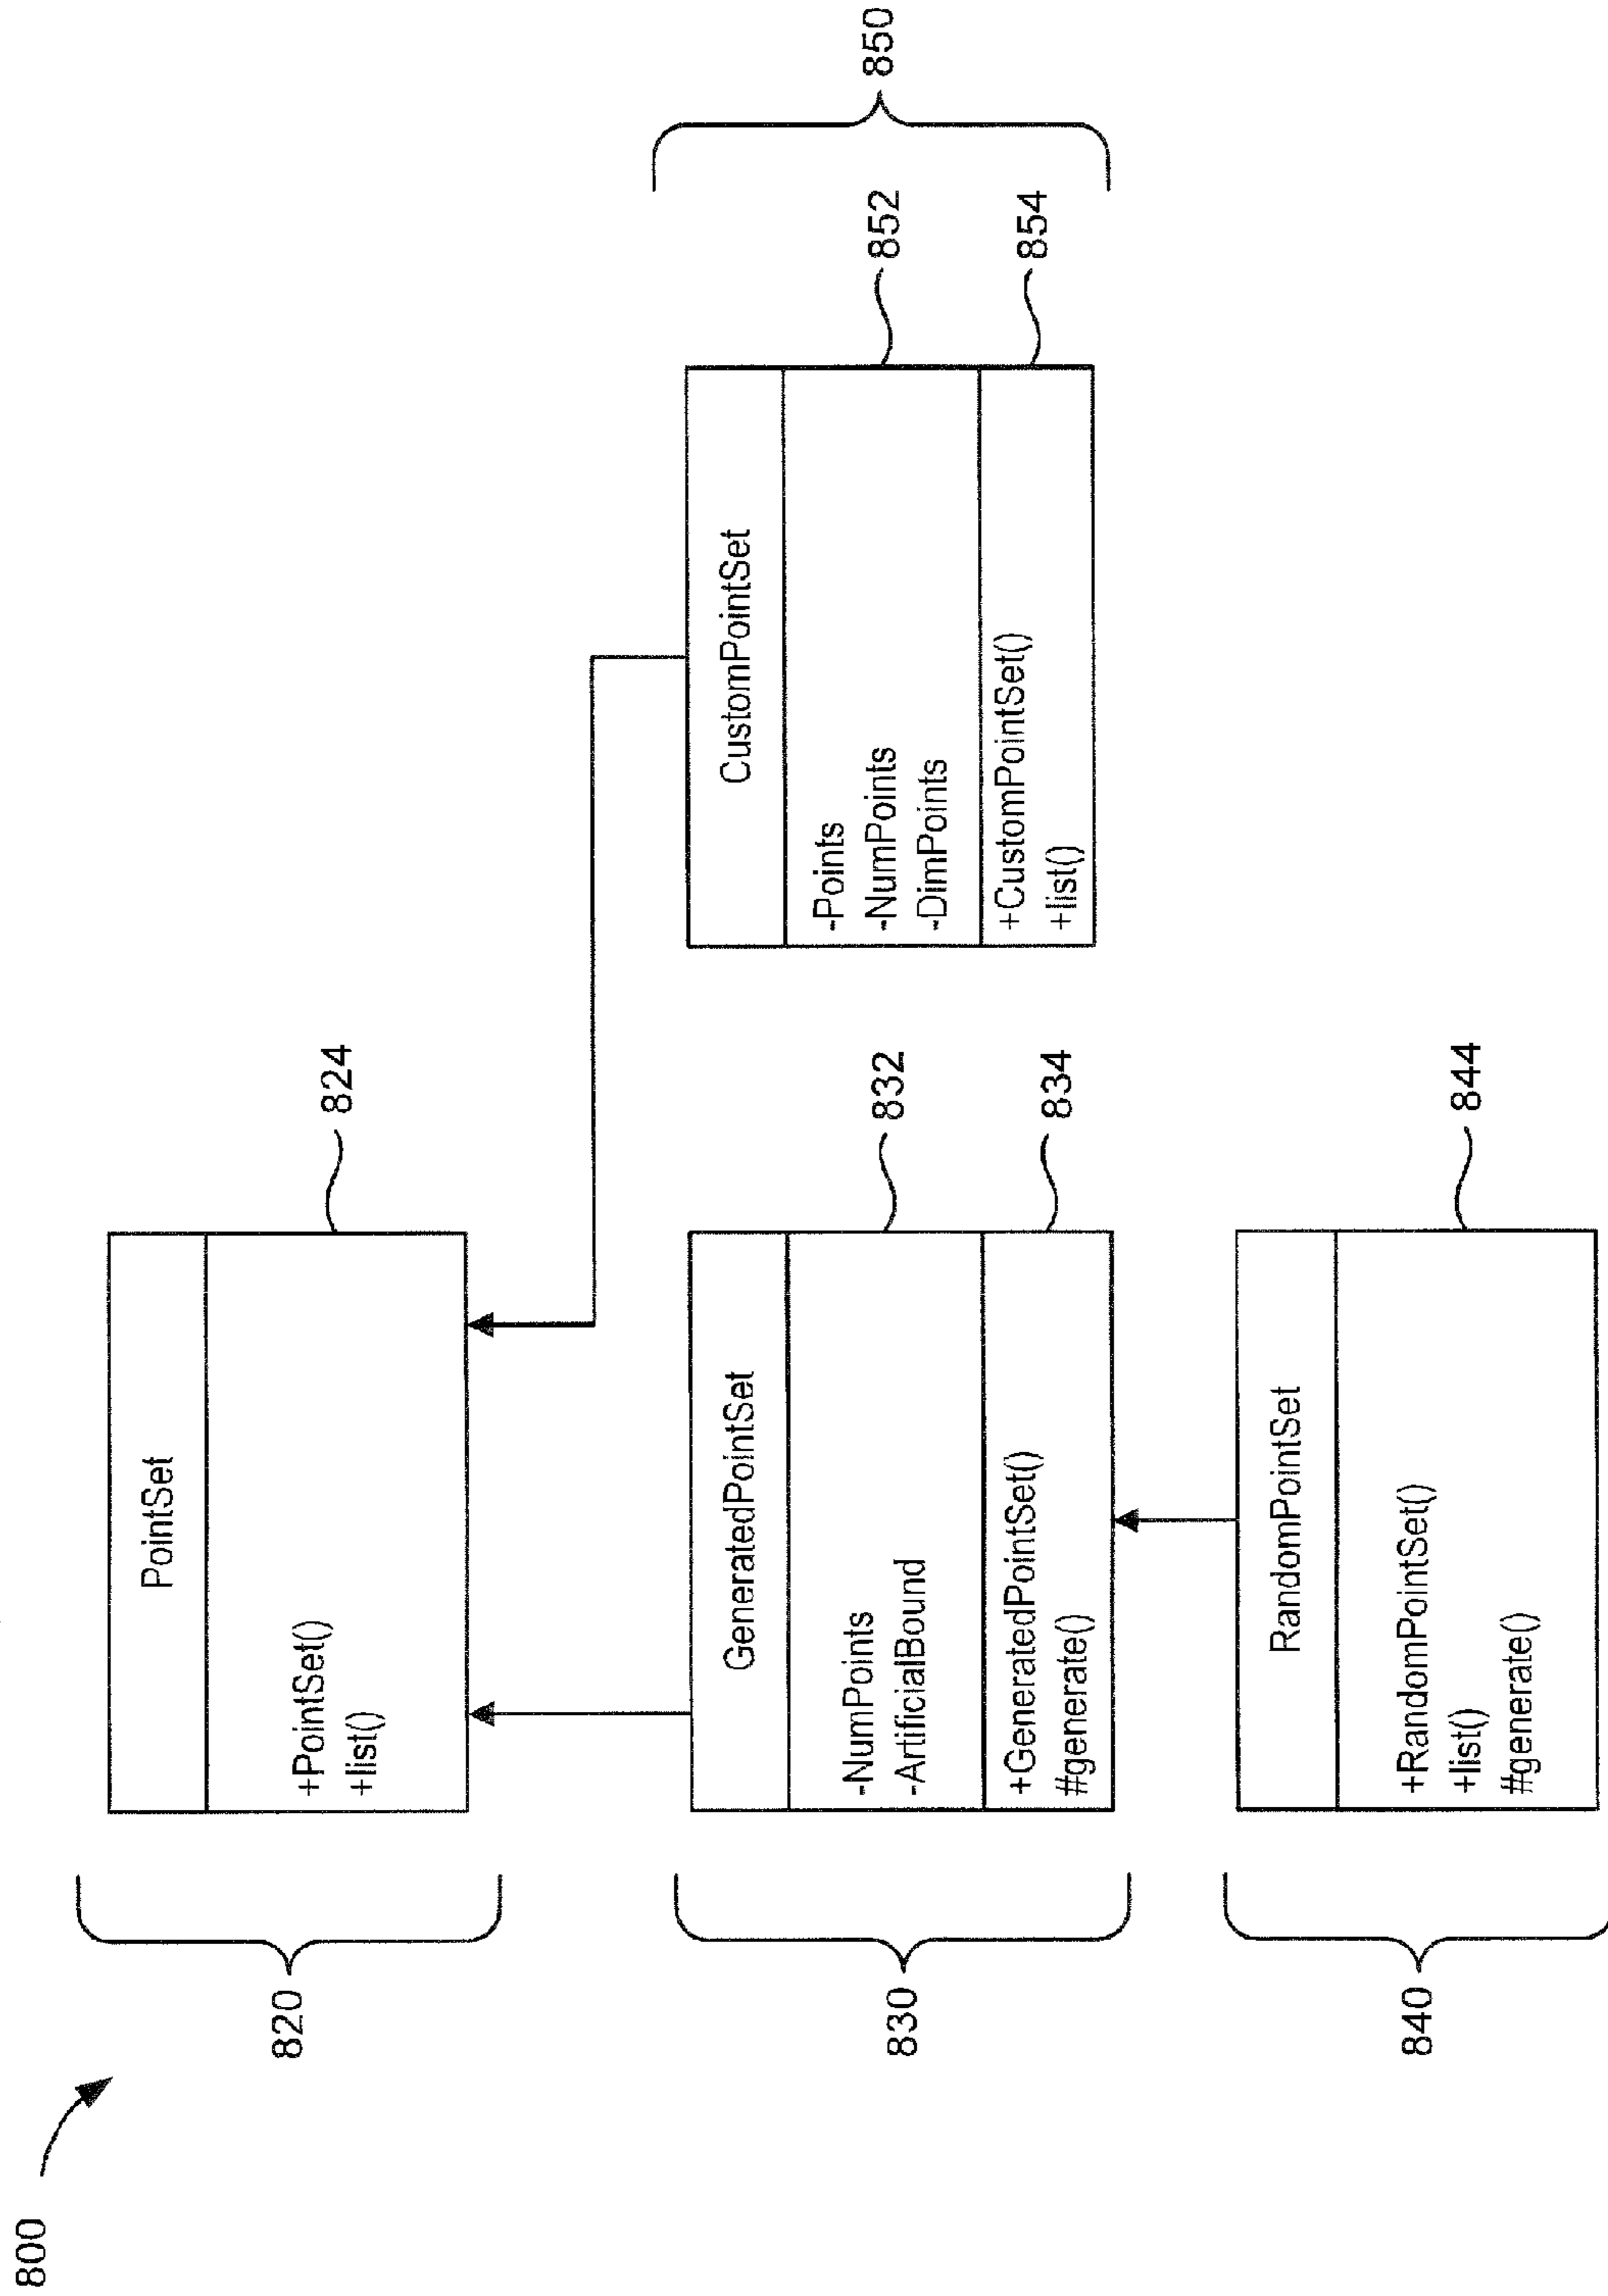 800
820
PointSet
+PointSet()
+list()
824
830
GeneratedPointSet
-NumPoints
-ArtificialBound
+GeneratedPointSet()
#generate()
832
834
CustomPointSet
-Points
-NumPoints
-DimPoints
+CustomPointSet()
+list()
852
854
850
840
RandomPointSet
+RandomPointSet()
+list()
#generate()
844